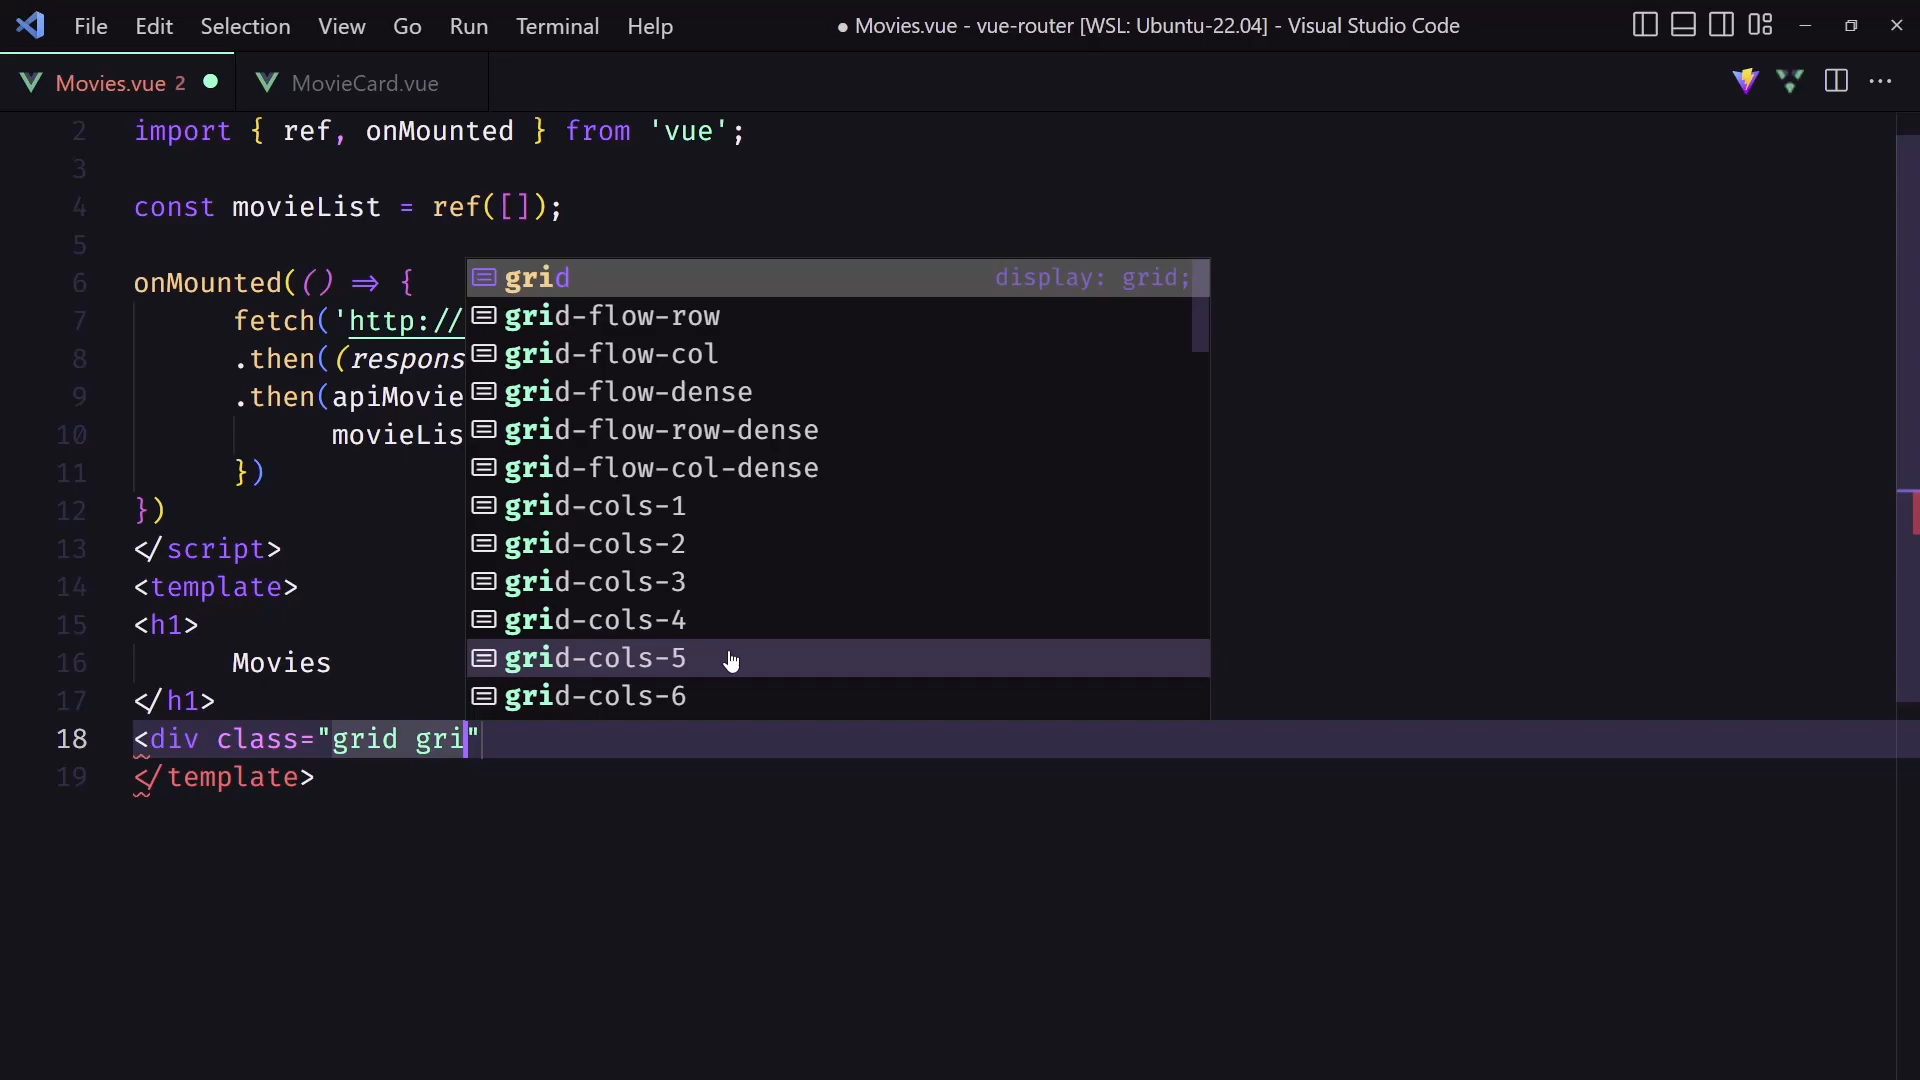 File Edit Selection View Go Run Terminal Help ● Movies.vue - vue-router [WSL: Ubuntu-22.04] - Visual Studio Code
Movies.vue 2 ● MovieCard.vue
2 import { ref, onMounted } from 'vue';
3
4 const movieList = ref([]);
5
6 onMounted(() => {
7 fetch('http://
8 .then((respons
9 .then(apiMovie
10 movieLis
11 })
12 })
13 </script>
14 <template>
15 <h1>
16 Movies
17 </h1>
18 <div class="grid gri"
19 </template>
grid display: grid;
grid-flow-row
grid-flow-col
grid-flow-dense
grid-flow-row-dense
grid-flow-col-dense
grid-cols-1
grid-cols-2
grid-cols-3
grid-cols-4
grid-cols-5
grid-cols-6